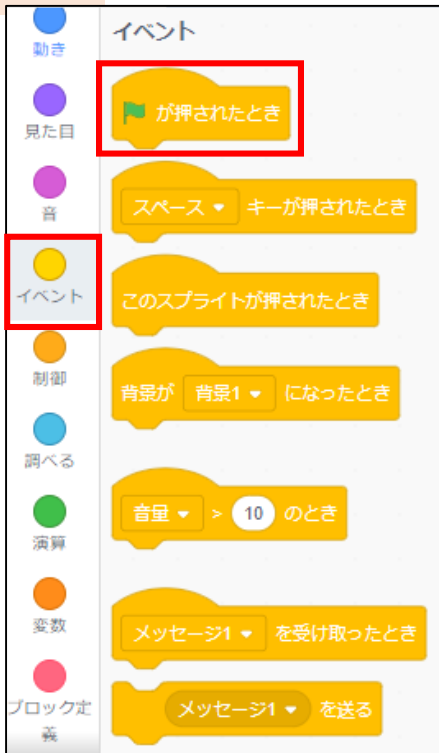 動き
見た目
音
イベント
制御
調べる
演算
変数
ブロック定
義
イベント
が押されたとき
スペース キーが押されたとき
このスプライトが押されたとき
背景が 背景1 になったとき
音量 > 10 のとき
メッセージ1 を受け取ったとき
メッセージ1 を送る